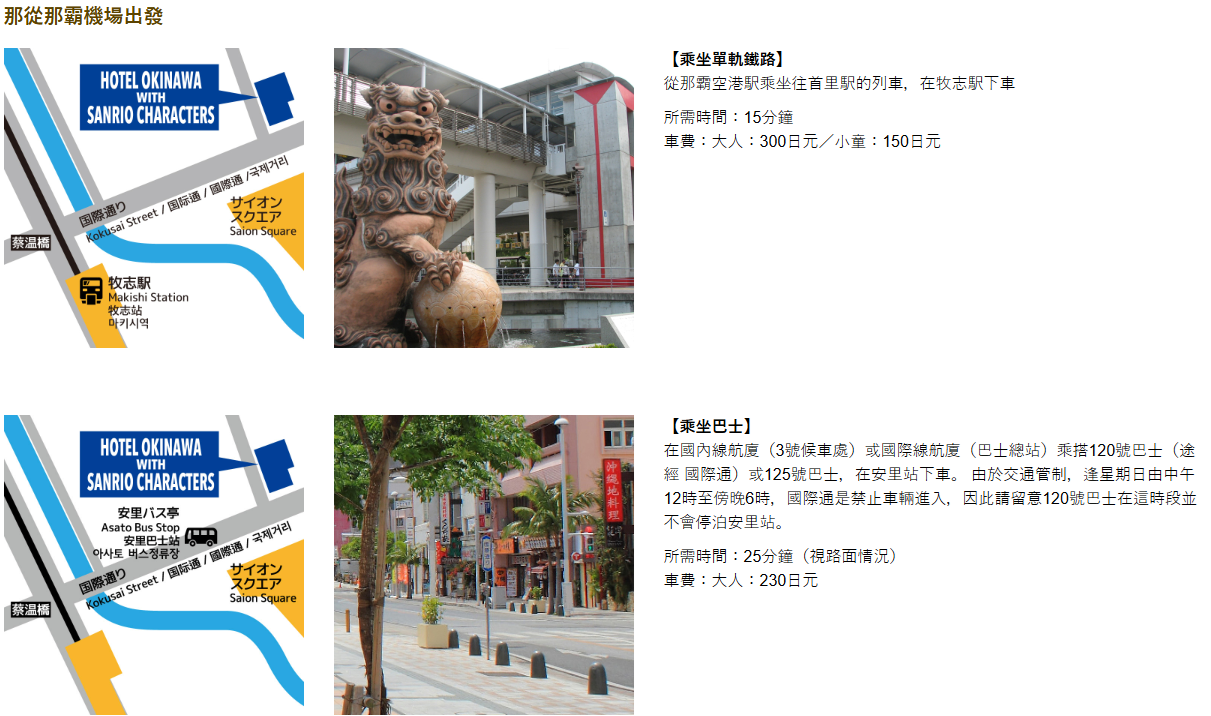 那從那霸機場出發
HOTEL OKINAWA
WITH
SANRIO CHARACTERS
国際通り
Kokusai Street / 国际通 / 國際通 /국제거리
サイオン
スクエア
Saion Square
蔡温橋
牧志駅
Makishi Station
牧志站
마키시역
【乘坐單軌鐵路】
從那霸空港駅乘坐往首里駅的列車，在牧志駅下車
所需時間：15分鐘
車費：大人：300日元／小童：150日元
HOTEL OKINAWA
WITH
SANRIO CHARACTERS
安里バス亭
Asato Bus Stop
安里巴士站
아사토 버스정류장
国際通り
Kokusai Street / 国际通 / 國際通 /국제거리
サイオン
スクエア
Saion Square
蔡温橋
沖縄地料理
【乘坐巴士】
在國內線航廈（3號候車處）或國際線航廈（巴士總站）乘搭120號巴士（途
經 國際通）或125號巴士，在安里站下車。 由於交通管制，逢星期日由中午
12時至傍晚6時，國際通是禁止車輛進入，因此請留意120號巴士在這時段並
不會停泊安里站。
所需時間：25分鐘（視路面情況）
車費：大人：230日元